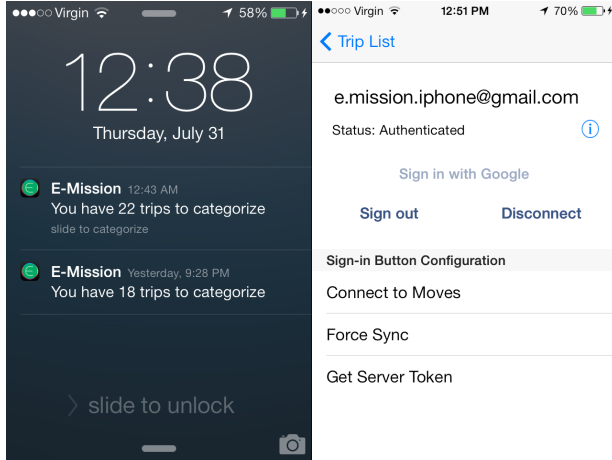 Virgin 58%
12:38
Thursday, July 31
E-Mission 12:43 AM
You have 22 trips to categorize
slide to categorize
E-Mission Yesterday, 9:28 PM
You have 18 trips to categorize
slide to unlock
Virgin 12:51 PM 70%
Trip List
e.mission.iphone@gmail.com
Status: Authenticated
Sign in with Google
Sign out Disconnect
Sign-in Button Configuration
Connect to Moves
Force Sync
Get Server Token